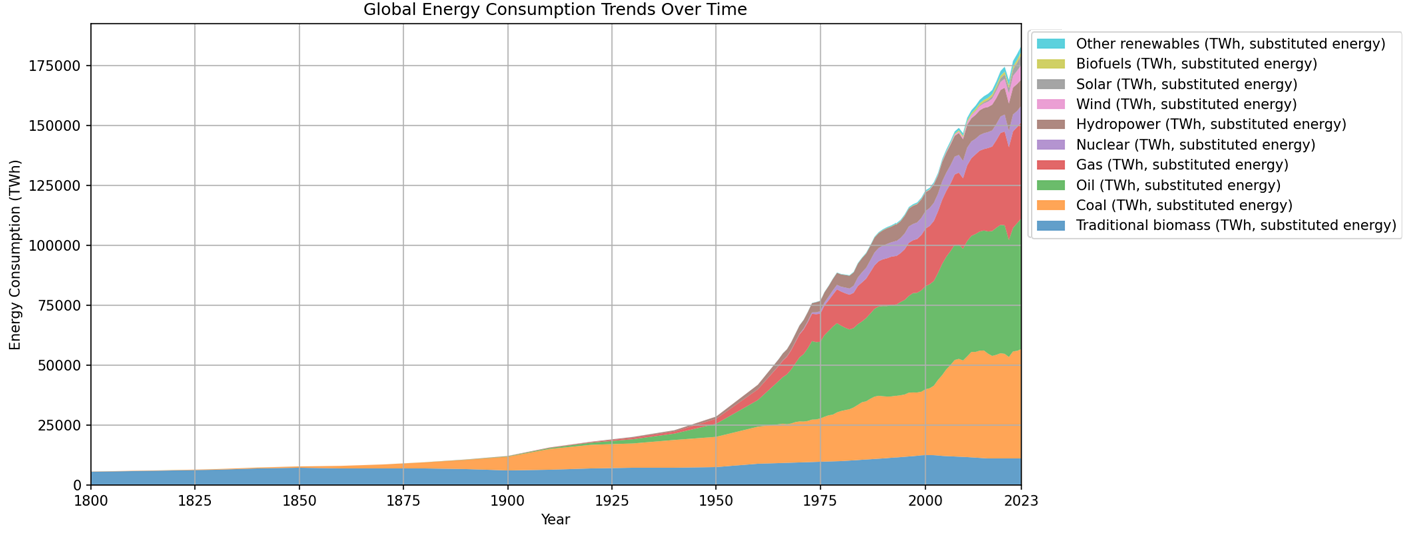 Global Energy Consumption Trends Over Time
Energy Consumption (TWh)
175000
150000
125000
100000
75000
50000
25000
0
1800
1825
1850
1875
1900
1925
1950
1975
2000
2023
Year
Other renewables (TWh, substituted energy)
Biofuels (TWh, substituted energy)
Solar (TWh, substituted energy)
Wind (TWh, substituted energy)
Hydropower (TWh, substituted energy)
Nuclear (TWh, substituted energy)
Gas (TWh, substituted energy)
Oil (TWh, substituted energy)
Coal (TWh, substituted energy)
Traditional biomass (TWh, substituted energy)